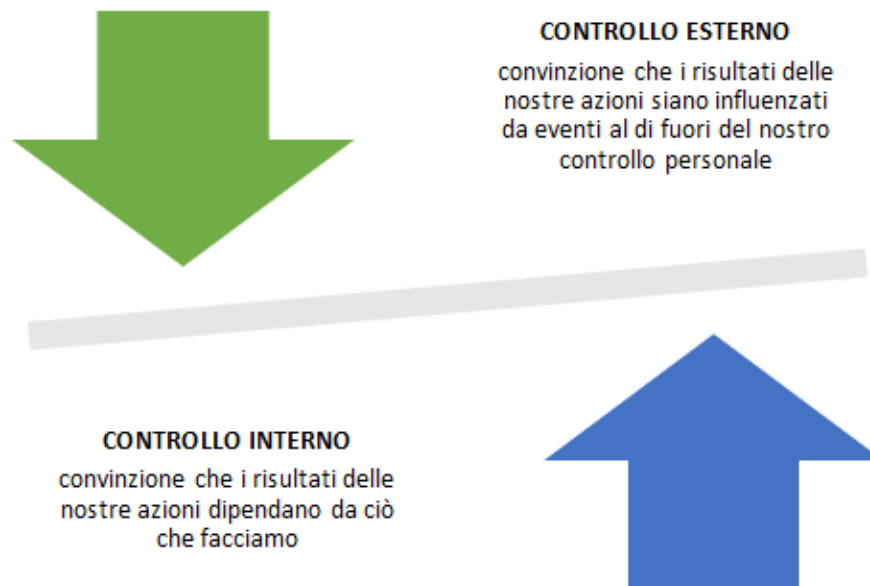 CONTROLLO ESTERNO
convinzione che i risultati delle
nostre azioni siano influenzati
da eventi al di fuori del nostro
controllo personale
CONTROLLO INTERNO
convinzione che i risultati delle
nostre azioni dipendano da ciò
che facciamo